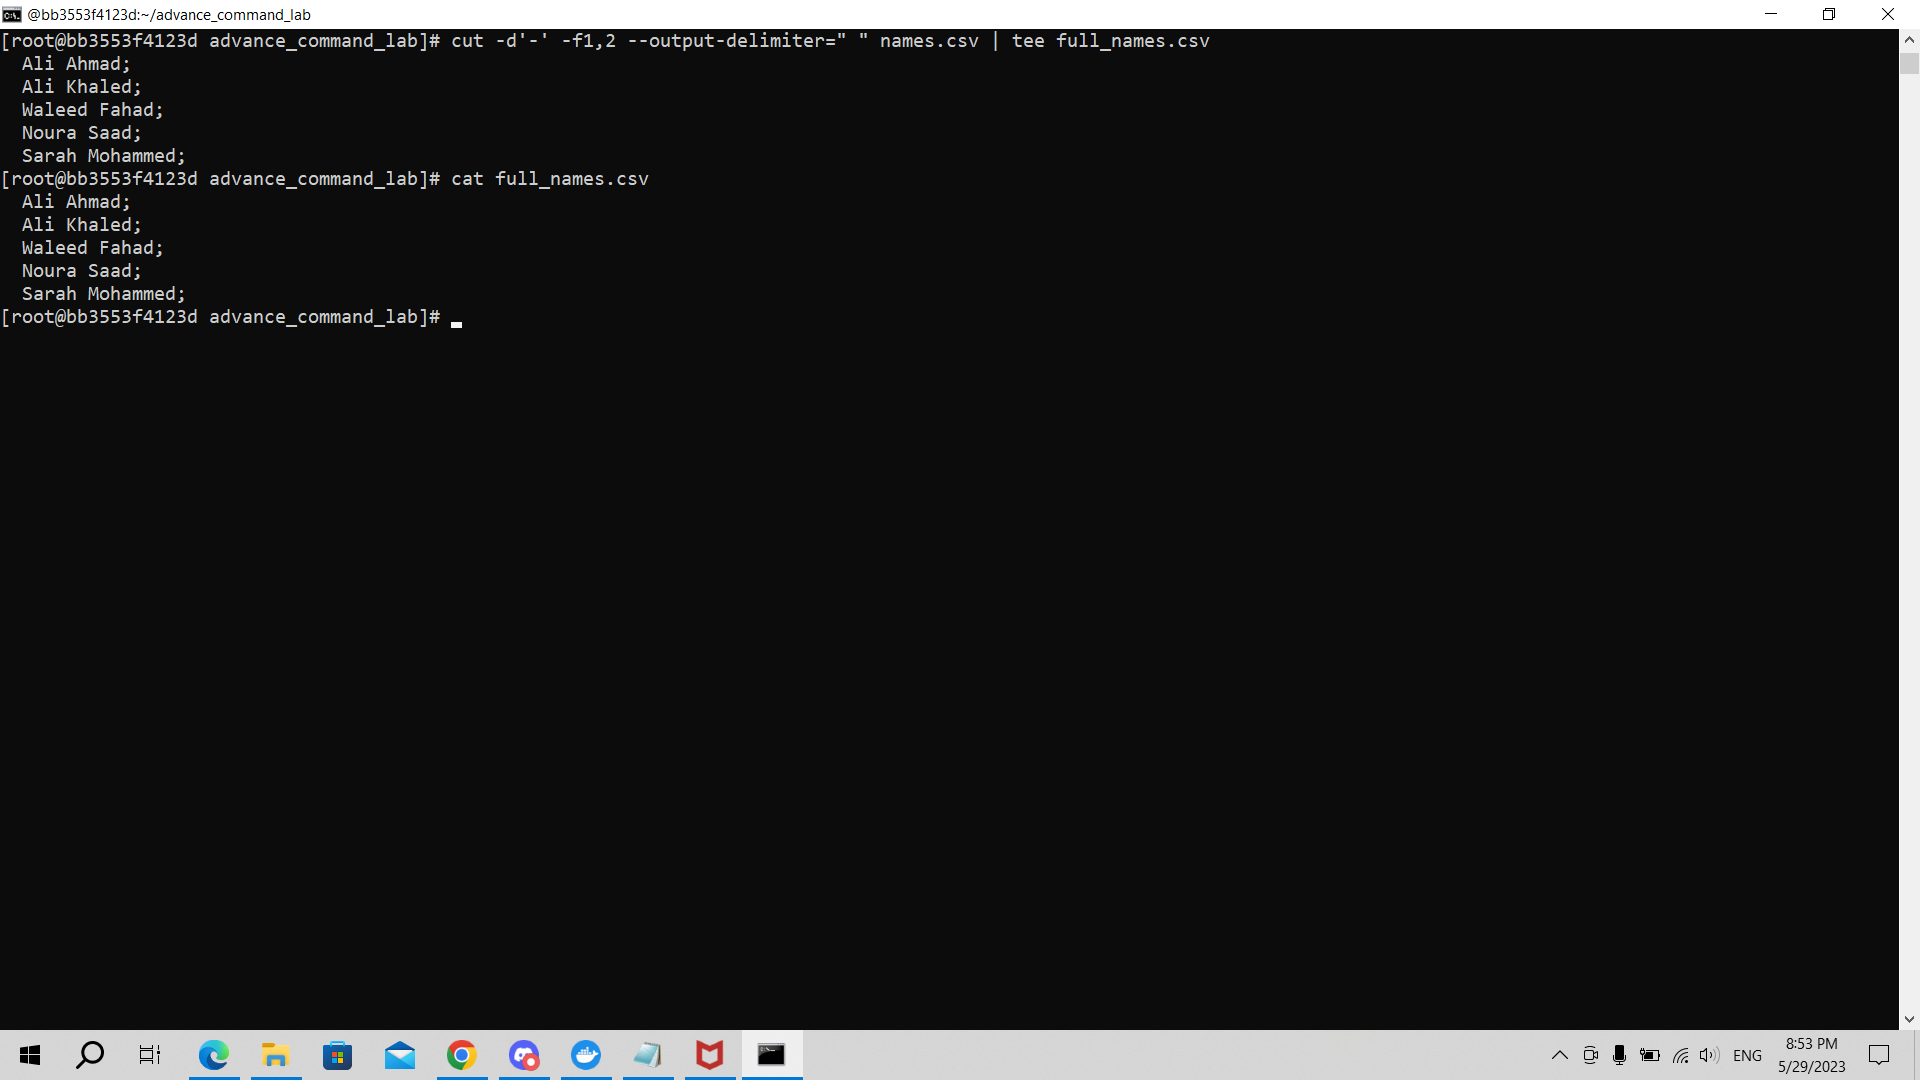 @bb3553f4123d:~/advance_command_lab
[root@bb3553f4123d advance_command_lab]# cut -d'-' -f1,2 --output-delimiter=" " names.csv | tee full_names.csv
  Ali Ahmad;
  Ali Khaled;
  Waleed Fahad;
  Noura Saad;
  Sarah Mohammed;
[root@bb3553f4123d advance_command_lab]# cat full_names.csv
  Ali Ahmad;
  Ali Khaled;
  Waleed Fahad;
  Noura Saad;
  Sarah Mohammed;
[root@bb3553f4123d advance_command_lab]#
ENG
8:53 PM
5/29/2023